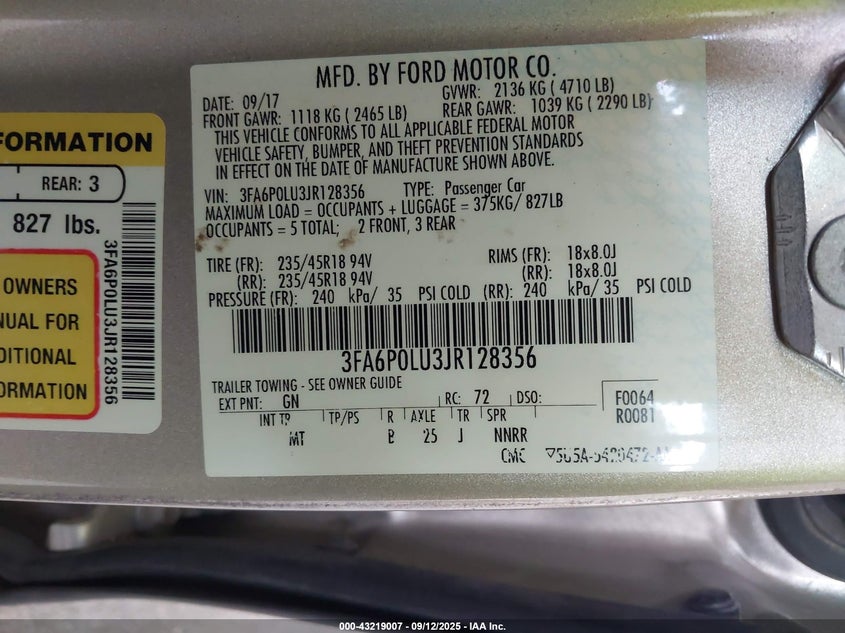 FORMATION
REAR: 3
827 lbs.
OWNERS
NUAL FOR
DITIONAL
FORMATION
3FA6P0LU3JR128356
MFD. BY FORD MOTOR CO.
DATE: 09/17 GVWR: 2136 KG ( 4710 LB)
FRONT GAWR: 1118 KG ( 2465 LB) REAR GAWR: 1039 KG ( 2290 LB)
THIS VEHICLE CONFORMS TO ALL APPLICABLE FEDERAL MOTOR
VEHICLE SAFETY, BUMPER, AND THEFT PREVENTION STANDARDS
IN EFFECT ON THE DATE OF MANUFACTURE SHOWN ABOVE.
VIN: 3FA6P0LU3JR128356 TYPE: Passenger Car
MAXIMUM LOAD = OCCUPANTS + LUGGAGE = 375KG/ 827LB
OCCUPANTS = 5 TOTAL; 2 FRONT, 3 REAR
TIRE (FR): 235/45R18 94V RIMS (FR): 18x8.0J
(RR): 235/45R18 94V (RR): 18x8.0J
PRESSURE (FR): 240 kPa/ 35 PSI COLD (RR): 240 kPa/ 35 PSI COLD
3FA6P0LU3JR128356
TRAILER TOWING - SEE OWNER GUIDE
EXT PNT: GN RC: 72 DSO: F0064
INT TR TP/PS R AXLE TR SPR R0081
MT B 25 J NNRR
CMC
000-43219007 - 09/12/2025 - IAA Inc.